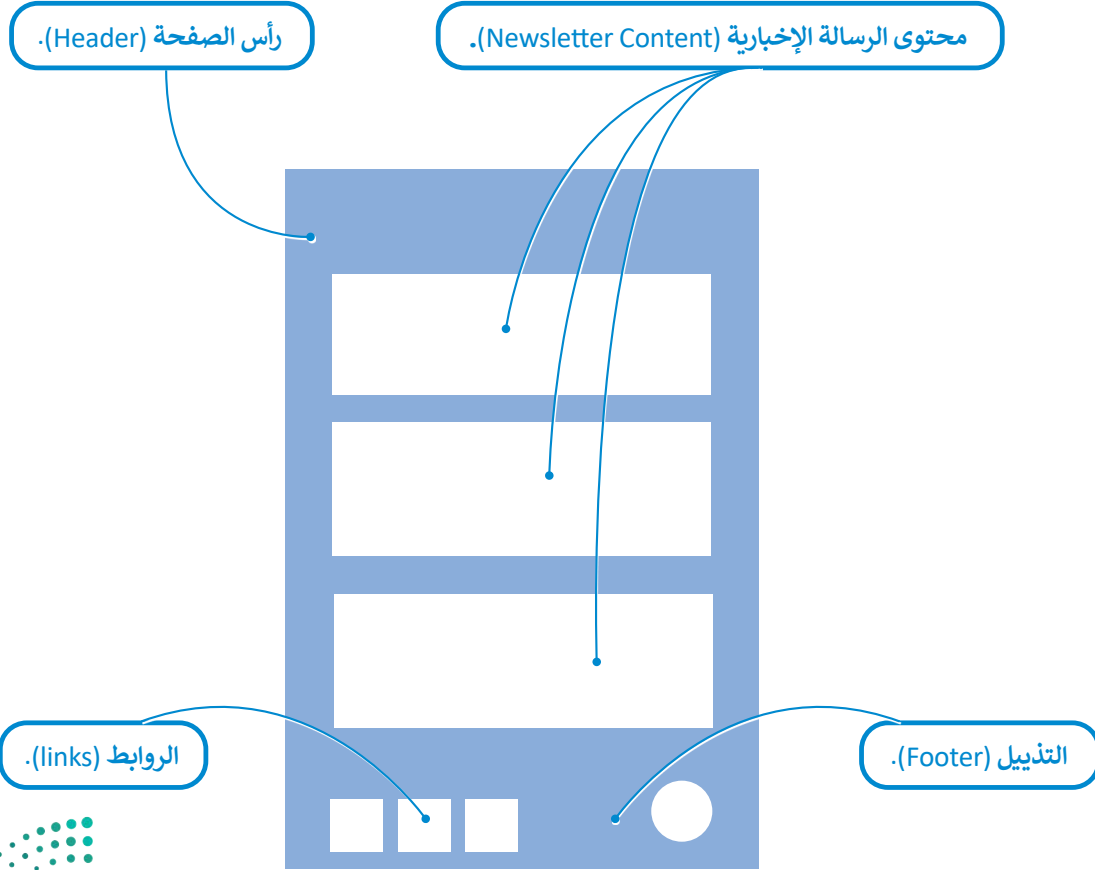 رأس الصفحة (Header).
محتوى الرسالة الإخبارية (Newsletter Content).
الروابط (links).
التذييل (Footer).